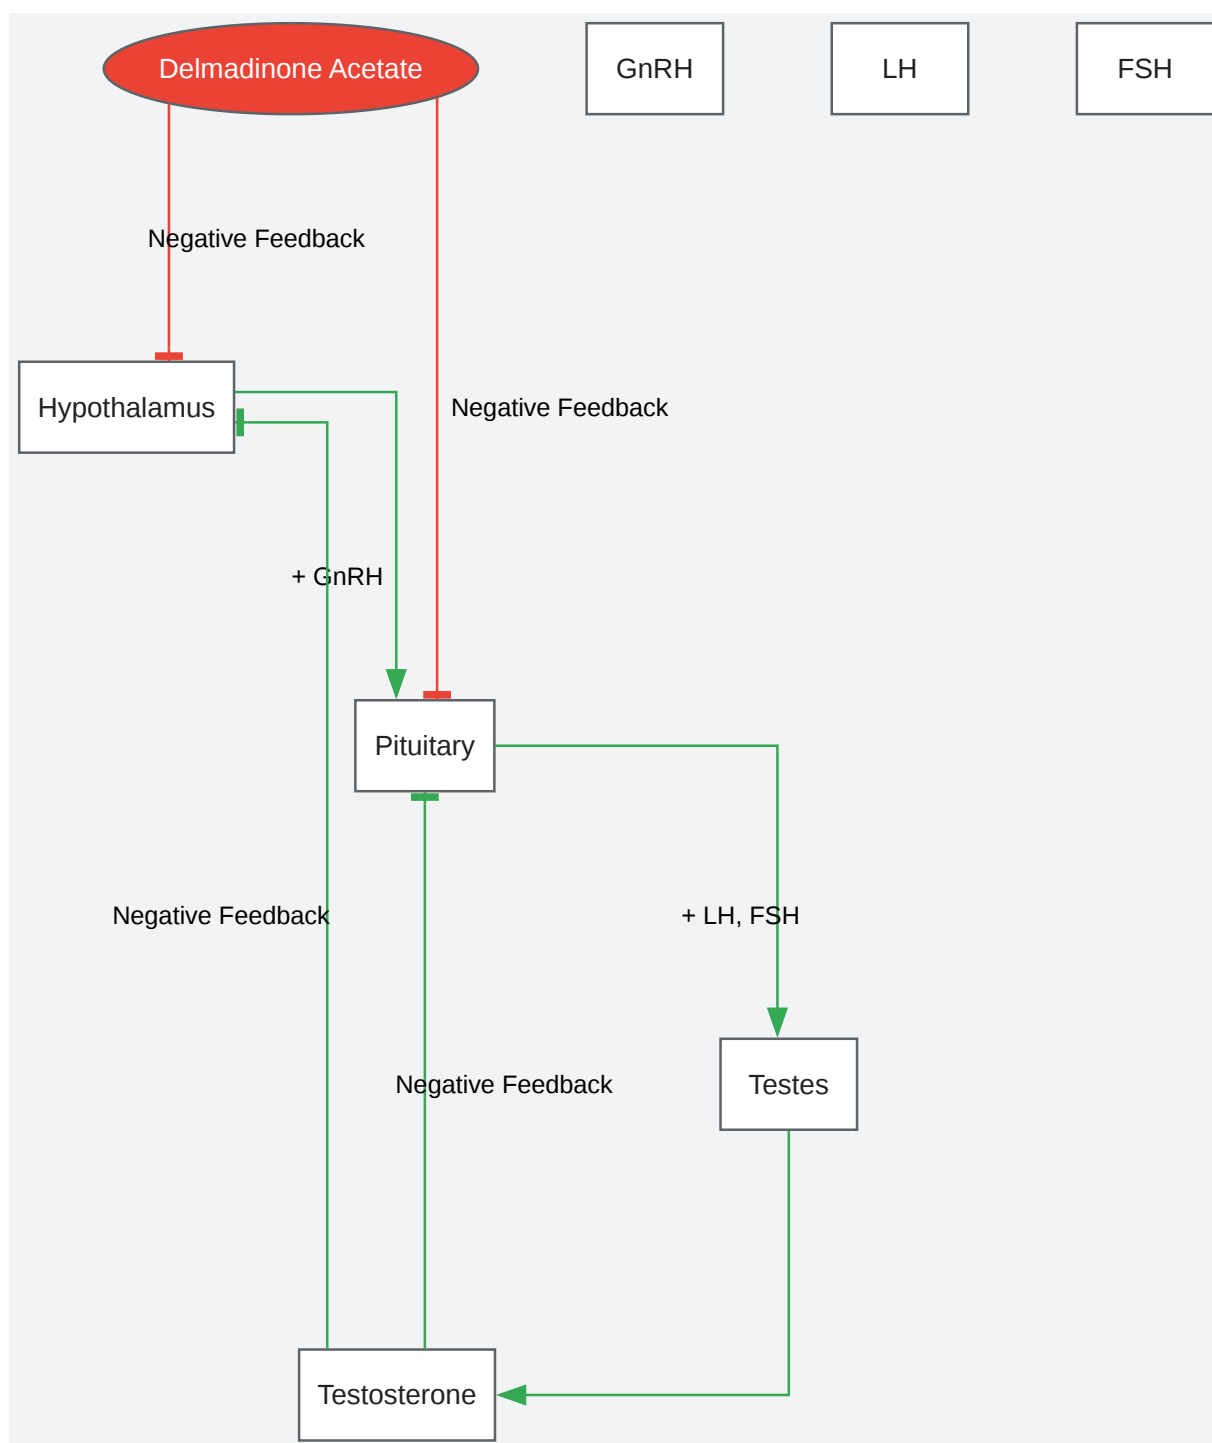 Delmadinone Acetate
GnRH
LH
FSH
Negative Feedback
Hypothalamus
Negative Feedback
+ GnRH
Pituitary
Negative Feedback
+ LH, FSH
Negative Feedback
Testes
Testosterone